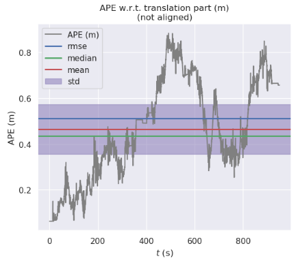 APE w.r.t. translation part (m)
(not aligned)
APE (m)
rmse
median
mean
std
APE (m)
0.8
0.6
0.4
0.2
0
200
400
600
800
t (s)